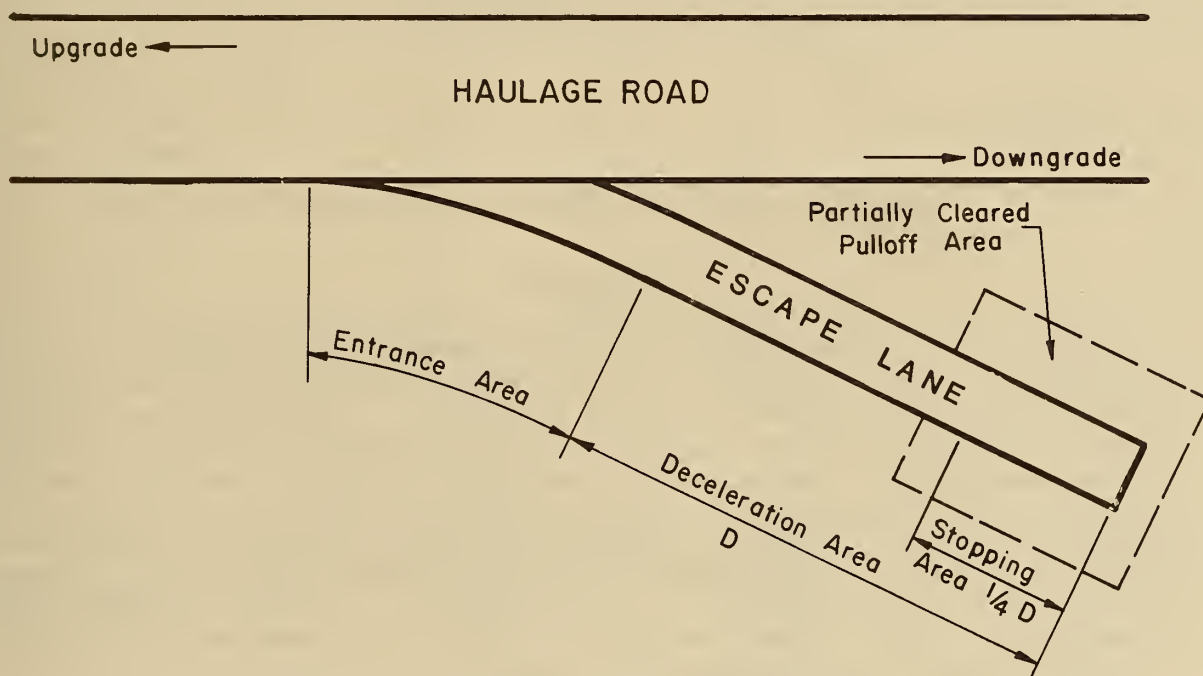 Upgrade
HAULAGE ROAD
Downgrade
Partially Cleared
Pulloff Area
ESCAPE LANE
Entrance Area
Deceleration Area
D
Stopping
Area ¼ D